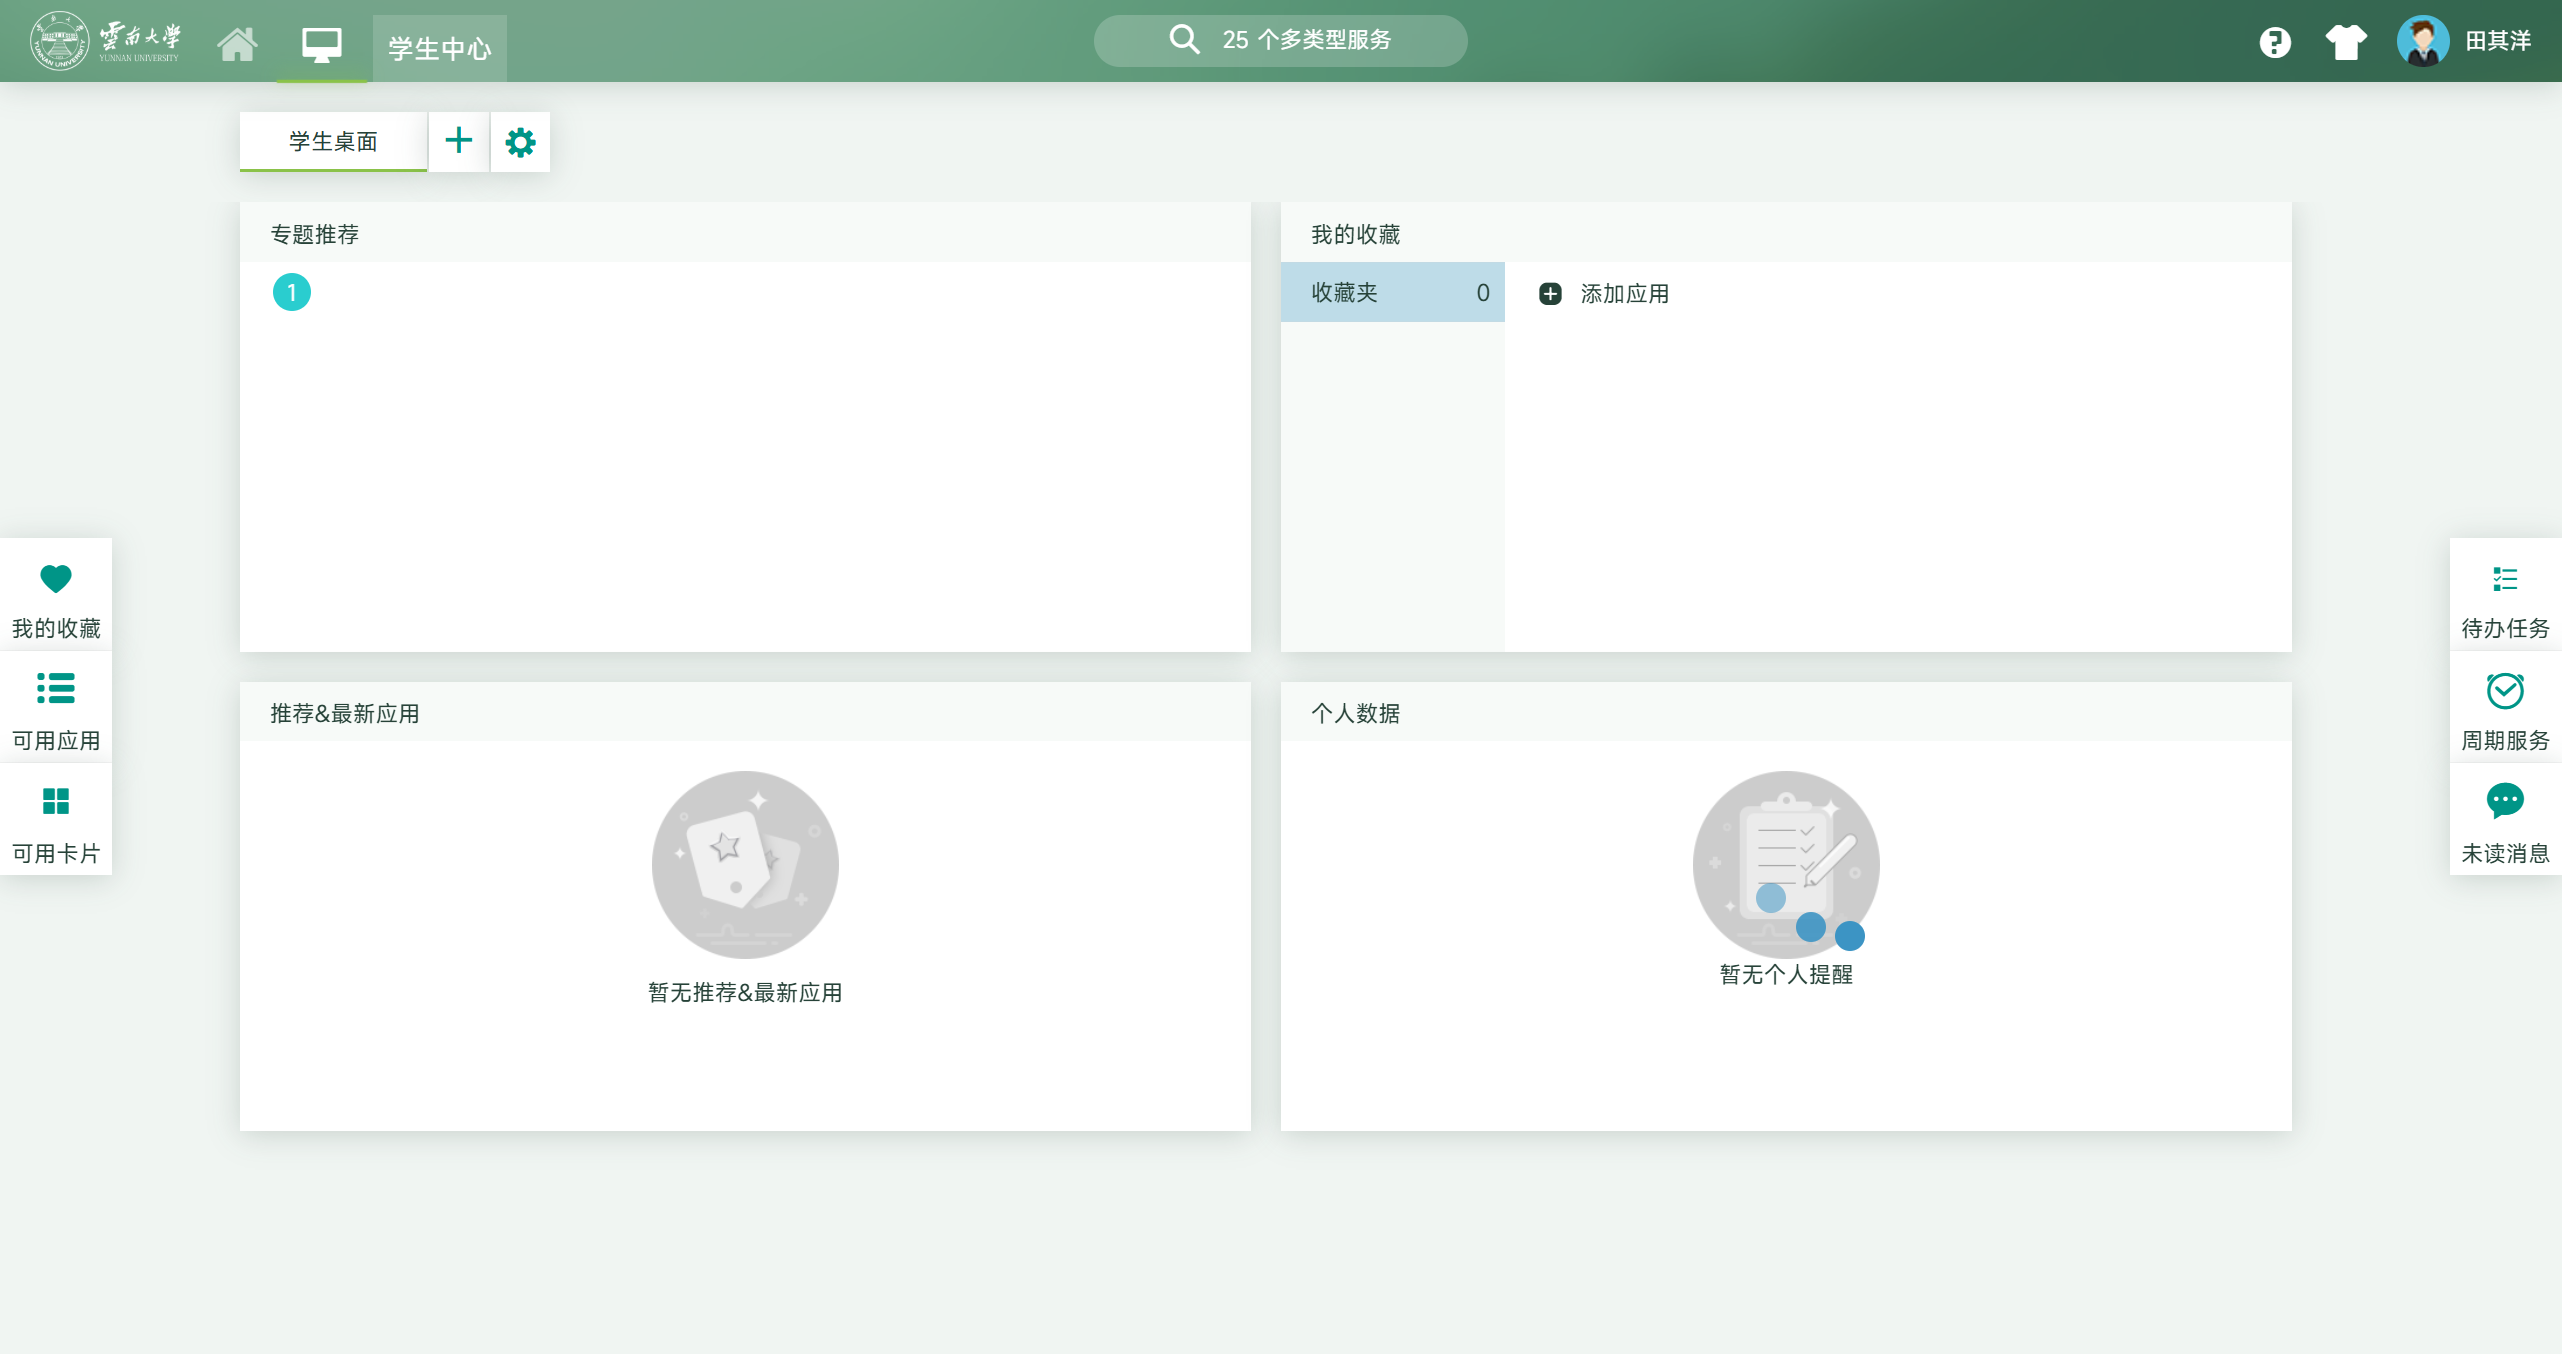 雲南大學
YUNNAN UNIVERSITY
学生中心
25 个多类型服务
田其洋
学生桌面
专题推荐
1
我的收藏
收藏夹 0
添加应用
我的收藏
可用应用
可用卡片
待办任务
周期服务
未读消息
推荐&最新应用
暂无推荐&最新应用
个人数据
暂无个人提醒